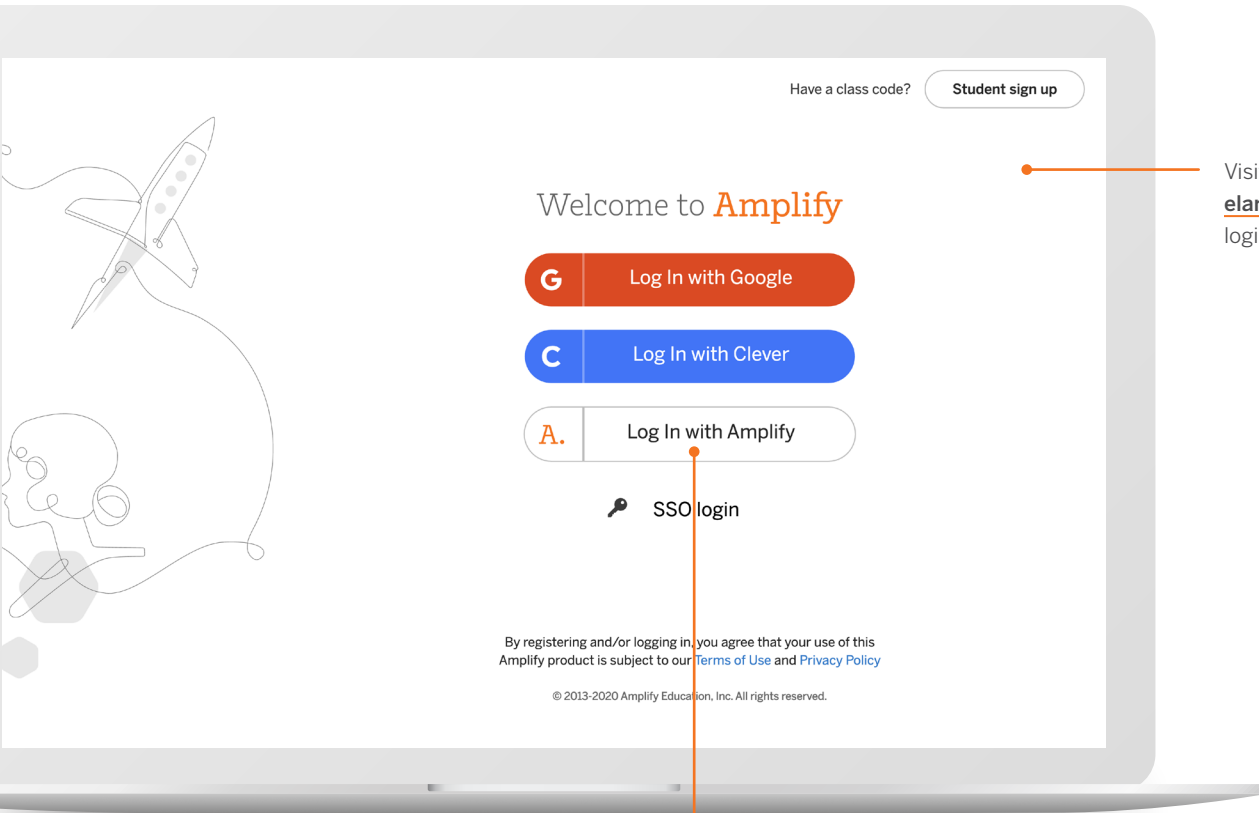 Have a class code? Student sign up
Welcome to Amplify
G Log In with Google
C Log In with Clever
A. Log In with Amplify
SSO login
By registering and/or logging in, you agree that your use of this
Amplify product is subject to our Terms of Use and Privacy Policy
© 2013-2020 Amplify Education, Inc. All rights reserved.